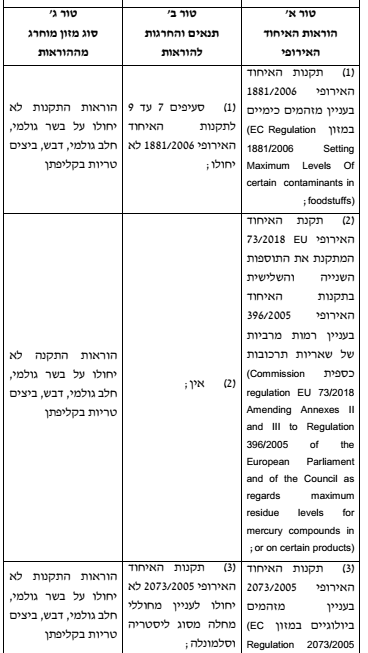 טור א'
הוראות האיחוד
האירופי
טור ב'
תנאים והחרגות
להוראות
טור ג'
סוג מזון מוחרג
מההוראות
(1) תקנות האיחוד
האירופי 1881/2006
בעניין מזהמים כימיים
במזון (EC Regulation
1881/2006 Setting
Maximum Levels Of
certain contaminants in
foodstuffs);
(1) סעיפים 7 עד 9
לתקנות האיחוד
האירופי 1881/2006 לא
יחולו;
הוראות התקנות לא
יחולו על בשר גולמי,
חלב גולמי, דבש, ביצים
טריות בקליפתן
(2) תקנת האיחוד
האירופי EU 73/2018
המתקנת את התוספות
השנייה והשלישית
בתקנות האיחוד
האירופי 396/2005
בעניין רמות מרביות
של שאריות תרכובות
כספית (Commission
regulation EU 73/2018
Amending Annexes II
and III to Regulation
396/2005 of the
European Parliament
and of the Council as
regards maximum
residue levels for
mercury compounds in
or on certain products);
(2) אין;
הוראות התקנה לא
יחולו על בשר גולמי,
חלב גולמי, דבש, ביצים
טריות בקליפתן
(3) תקנות האיחוד
האירופי 2073/2005
בעניין מזהמים
ביולוגיים במזון (EC
Regulation 2073/2005
(3) תקנות האיחוד
האירופי 2073/2005 לא
יחולו לעניין מחוללי
מחלה מסוג ליסטריה
וסלמונלה;
הוראות התקנות לא
יחולו על בשר גולמי,
חלב גולמי, דבש, ביצים
טריות בקליפתן